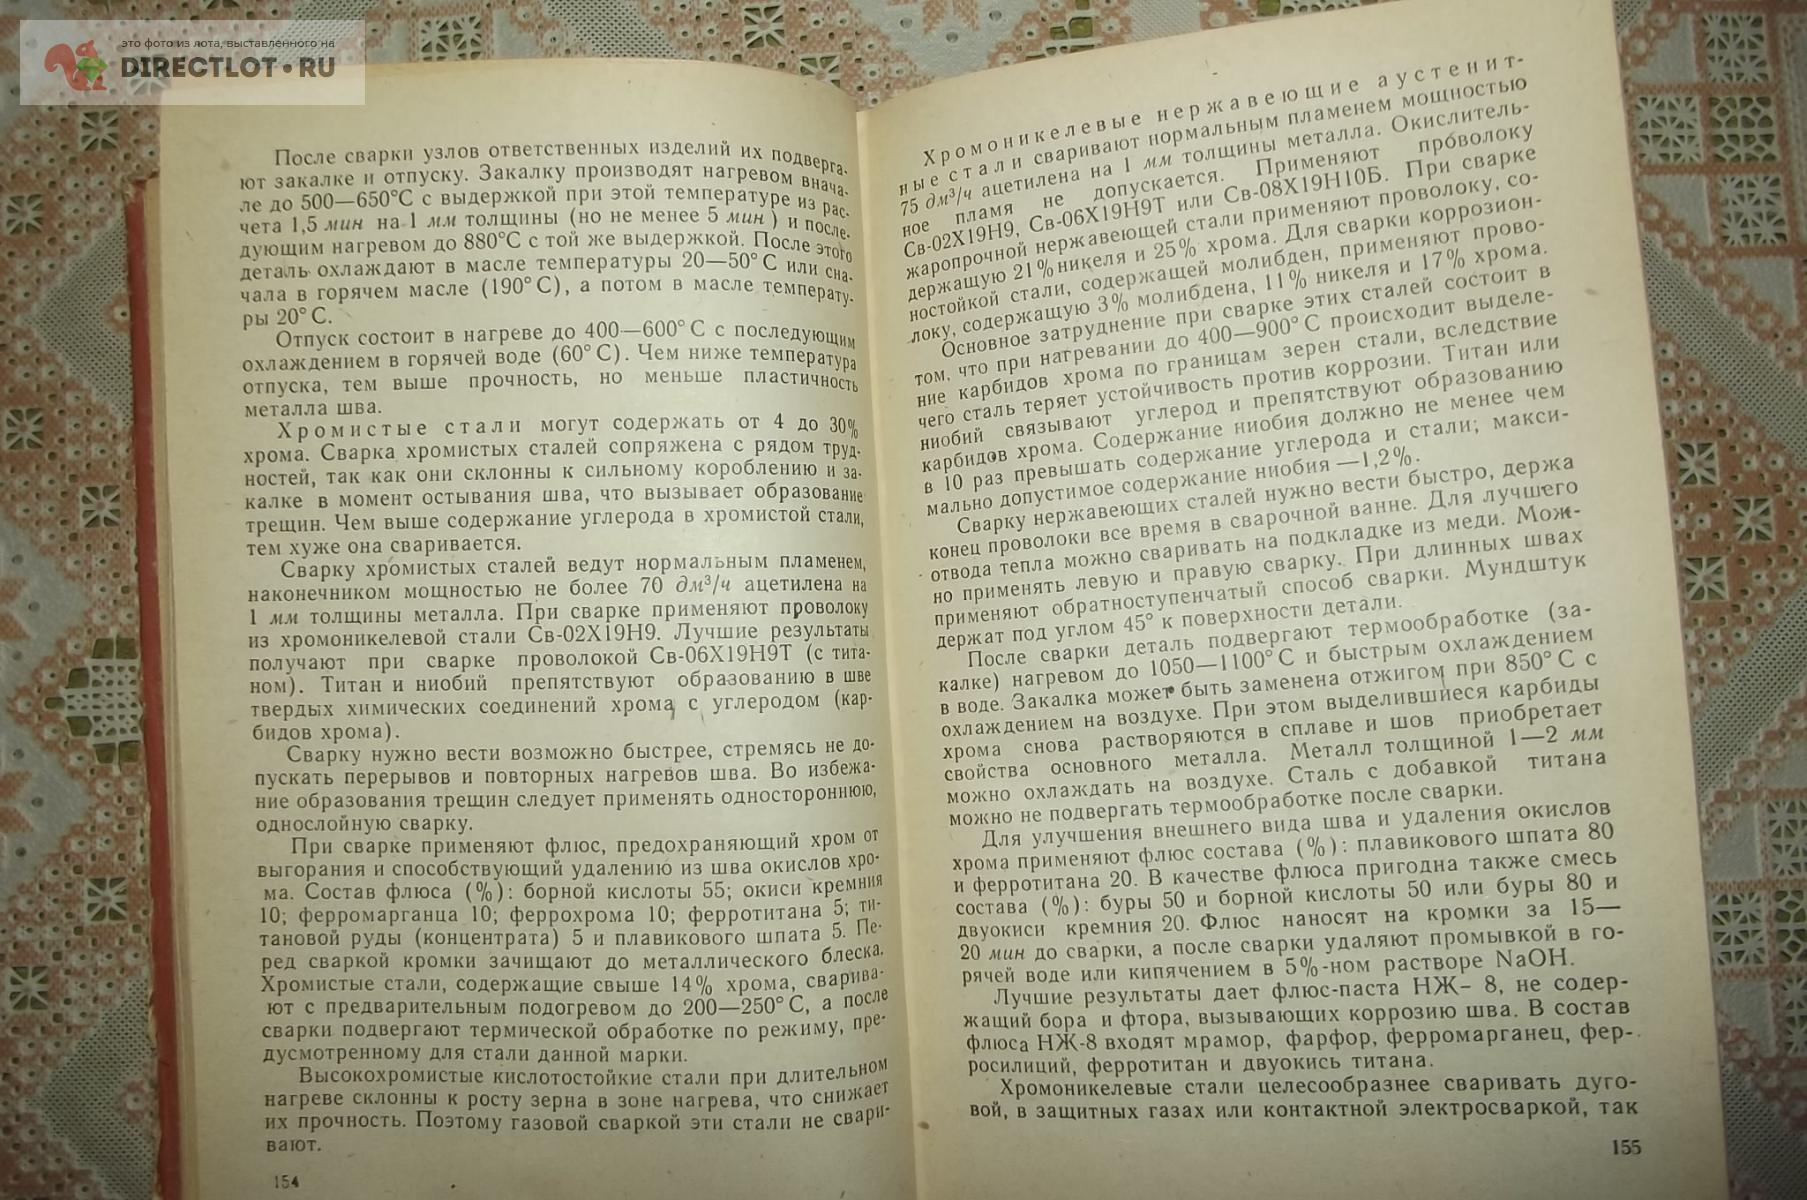 это фото из лота, выставленного на
DIRECTLOT.RU
После сварки узлов ответственных изделий их подверга-
ют закалке и отпуску. Закалку производят нагревом внача-
ле до 500—650°С с выдержкой при этой температуре из рас-
чета 1,5 мин на 1 мм толщины (но не менее 5 мин) и после-
дующим нагревом до 880°С с той же выдержкой. После этого
деталь охлаждают в масле температуры 20—50° С или сна-
чала в горячем масле (190° С), а потом в масле температу-
ры 20° С.
Отпуск состоит в нагреве до 400—600° С с последующим
охлаждением в горячей воде (60° С). Чем ниже температура
отпуска, тем выше прочность, но меньше пластичность
металла шва.
Хромистые стали могут содержать от 4 до 30%
хрома. Сварка хромистых сталей сопряжена с рядом труд-
ностей, так как они склонны к сильному короблению и за-
калке в момент остывания шва, что вызывает образование
трещин. Чем выше содержание углерода в хромистой стали,
тем хуже она сваривается.
Сварку хромистых сталей ведут нормальным пламенем,
наконечником мощностью не более 70 дм³/ч ацетилена на
1 мм толщины металла. При сварке применяют проволоку
из хромоникелевой стали Св-02Х19Н9. Лучшие результаты
получают при сварке проволокой Св-06Х19Н9Т (с тита-
ном). Титан и ниобий препятствуют образованию в шве
твердых химических соединений хрома с углеродом (кар-
бидов хрома).
Сварку нужно вести возможно быстрее, стремясь не до-
пускать перерывов и повторных нагревов шва. Во избежа-
ние образования трещин следует применять одностороннюю,
однослойную сварку.
При сварке применяют флюс, предохраняющий хром от
выгорания и способствующий удалению из шва окислов хро-
ма. Состав флюса (%): борной кислоты 55; окиси кремния
10; ферромарганца 10; феррохрома 10; ферротитана 5; ти-
тановой руды (концентрата) 5 и плавикового шпата 5. Пе-
ред сваркой кромки зачищают до металлического блеска.
Хромистые стали, содержащие свыше 14% хрома, сварива-
ют с предварительным подогревом до 200—250° С, а после
сварки подвергают термической обработке по режиму, пре-
дусмотренному для стали данной марки.
Высокохромистые кислотостойкие стали при длительном
нагреве склонны к росту зерна в зоне нагрева, что снижает
их прочность. Поэтому газовой сваркой эти стали не свари-
вают.
154
Хромоникелевые нержавеющие аустенит-
ные стали сваривают нормальным пламенем мощностью
75 дм³/ч ацетилена на 1 мм толщины металла. Окислитель-
ное пламя не допускается. Применяют проволоку
Св-02Х19Н9, Св-06Х19Н9Т или Св-08Х19Н10Б. При сварке
жаропрочной нержавеющей стали применяют проволоку, со-
держащую 21% никеля и 25% хрома. Для сварки коррозион-
ностойкой стали, содержащей молибден, применяют прово-
локу, содержащую 3% молибдена, 11% никеля и 17% хрома.
Основное затруднение при сварке этих сталей состоит в
том, что при нагревании до 400—900° С происходит выделе-
ние карбидов хрома по границам зерен стали, вследствие
чего сталь теряет устойчивость против коррозии. Титан или
ниобий связывают углерод и препятствуют образованию
карбидов хрома. Содержание ниобия должно не менее чем
в 10 раз превышать содержание углерода и стали; макси-
мально допустимое содержание ниобия —1,2%.
Сварку нержавеющих сталей нужно вести быстро, держа
конец проволоки все время в сварочной ванне. Для лучшего
отвода тепла можно сваривать на подкладке из меди. Мож-
но применять левую и правую сварку. При длинных швах
применяют обратноступенчатый способ сварки. Мундштук
держат под углом 45° к поверхности детали.
После сварки деталь подвергают термообработке (за-
калке) нагревом до 1050—1100° С и быстрым охлаждением
в воде. Закалка может быть заменена отжигом при 850° С с
охлаждением на воздухе. При этом выделившиеся карбиды
хрома снова растворяются в сплаве и шов приобретает
свойства основного металла. Металл толщиной 1—2 мм
можно охлаждать на воздухе. Сталь с добавкой титана
можно не подвергать термообработке после сварки.
Для улучшения внешнего вида шва и удаления окислов
хрома применяют флюс состава (%): плавикового шпата 80
и ферротитана 20. В качестве флюса пригодна также смесь
состава (%): буры 50 и борной кислоты 50 или буры 80 и
двуокиси кремния 20. Флюс наносят на кромки за 15—
20 мин до сварки, а после сварки удаляют промывкой в го-
рячей воде или кипячением в 5%-ном растворе NaOH.
Лучшие результаты дает флюс-паста НЖ– 8, не содер-
жащий бора и фтора, вызывающих коррозию шва. В состав
флюса НЖ-8 входят мрамор, фарфор, ферромарганец, фер-
росилиций, ферротитан и двуокись титана.
Хромоникелевые стали целесообразнее сваривать дуго-
вой, в защитных газах или контактной электросваркой, так
155